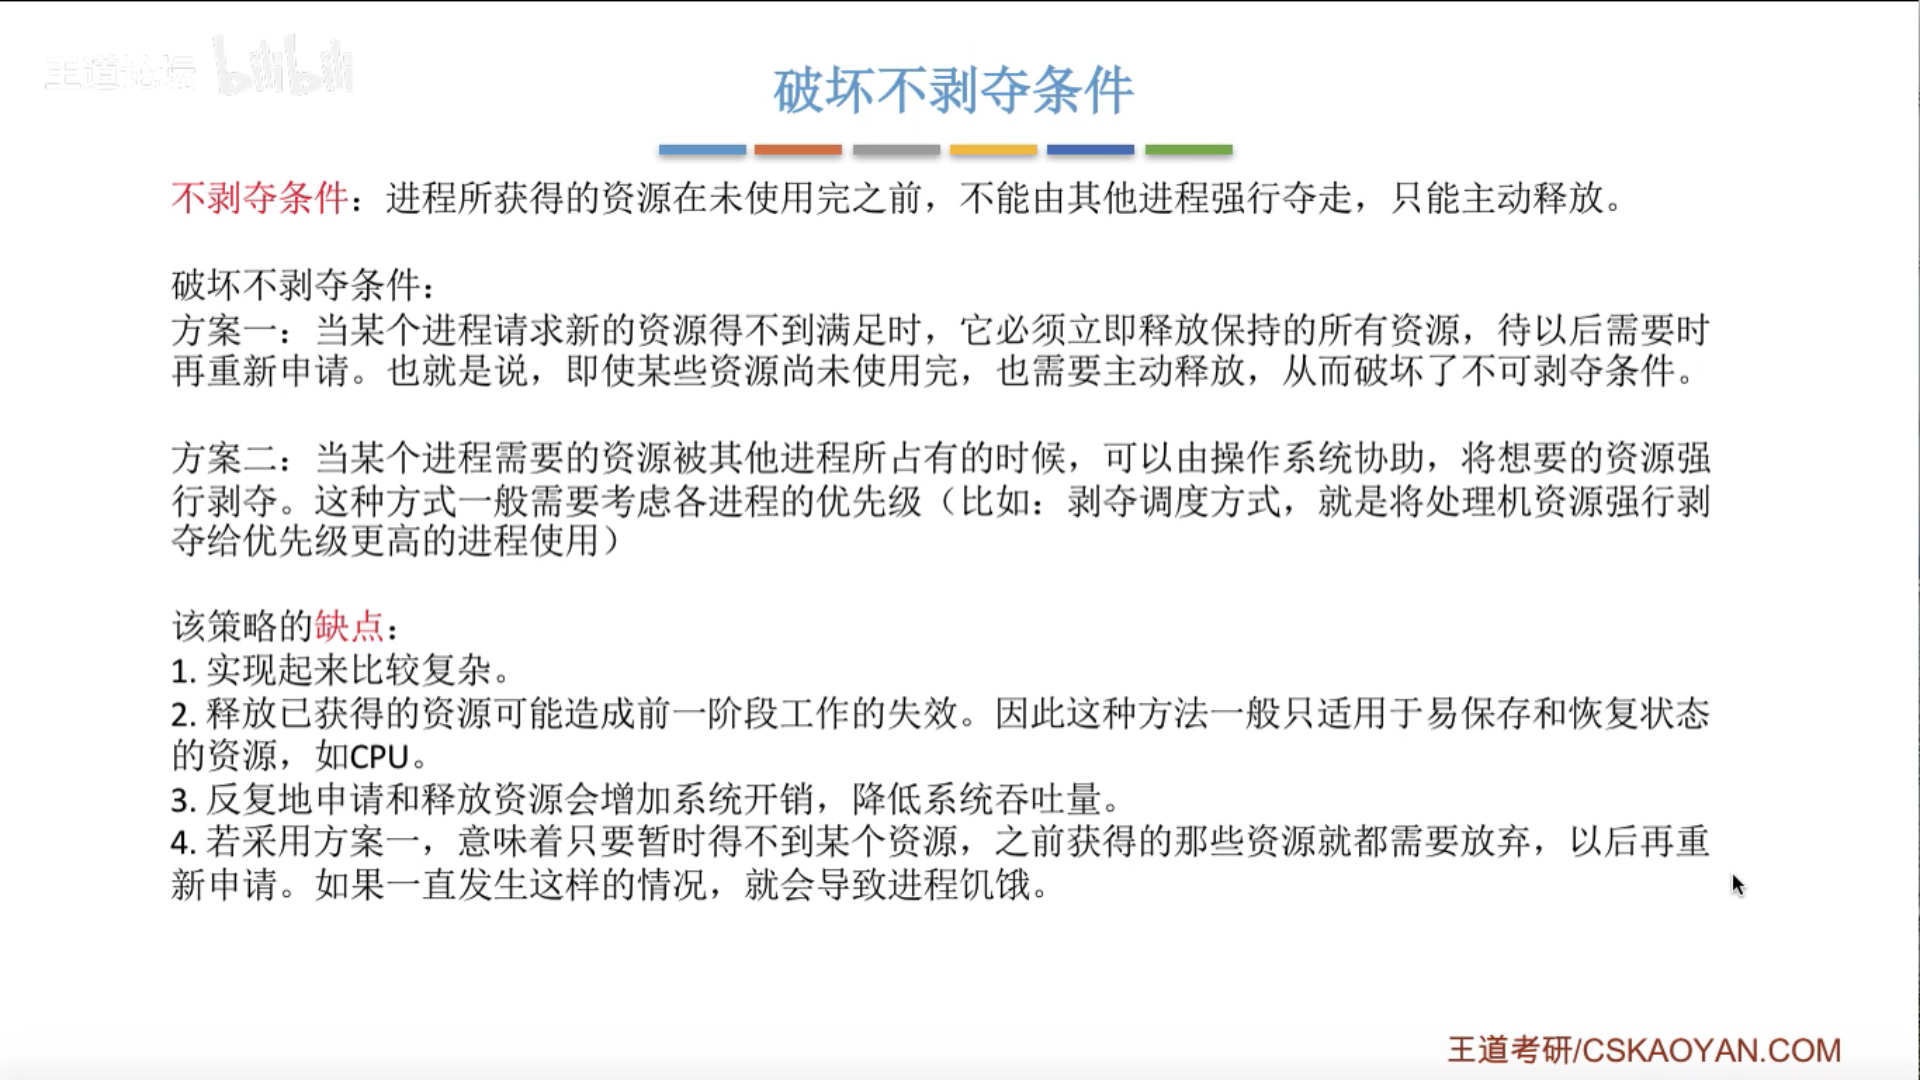 王道论坛 bilibili
破坏不剥夺条件
不剥夺条件：进程所获得的资源在未使用完之前，不能由其他进程强行夺走，只能主动释放。
破坏不剥夺条件：
方案一：当某个进程请求新的资源得不到满足时，它必须立即释放保持的所有资源，待以后需要时
再重新申请。也就是说，即使某些资源尚未使用完，也需要主动释放，从而破坏了不可剥夺条件。
方案二：当某个进程需要的资源被其他进程所占有的时候，可以由操作系统协助，将想要的资源强
行剥夺。这种方式一般需要考虑各进程的优先级（比如：剥夺调度方式，就是将处理机资源强行剥
夺给优先级更高的进程使用）
该策略的缺点：
1. 实现起来比较复杂。
2. 释放已获得的资源可能造成前一阶段工作的失效。因此这种方法一般只适用于易保存和恢复状态
的资源，如CPU。
3. 反复地申请和释放资源会增加系统开销，降低系统吞吐量。
4. 若采用方案一，意味着只要暂时得不到某个资源，之前获得的那些资源就都需要放弃，以后再重
新申请。如果一直发生这样的情况，就会导致进程饥饿。
王道考研/CSKAOYAN.COM